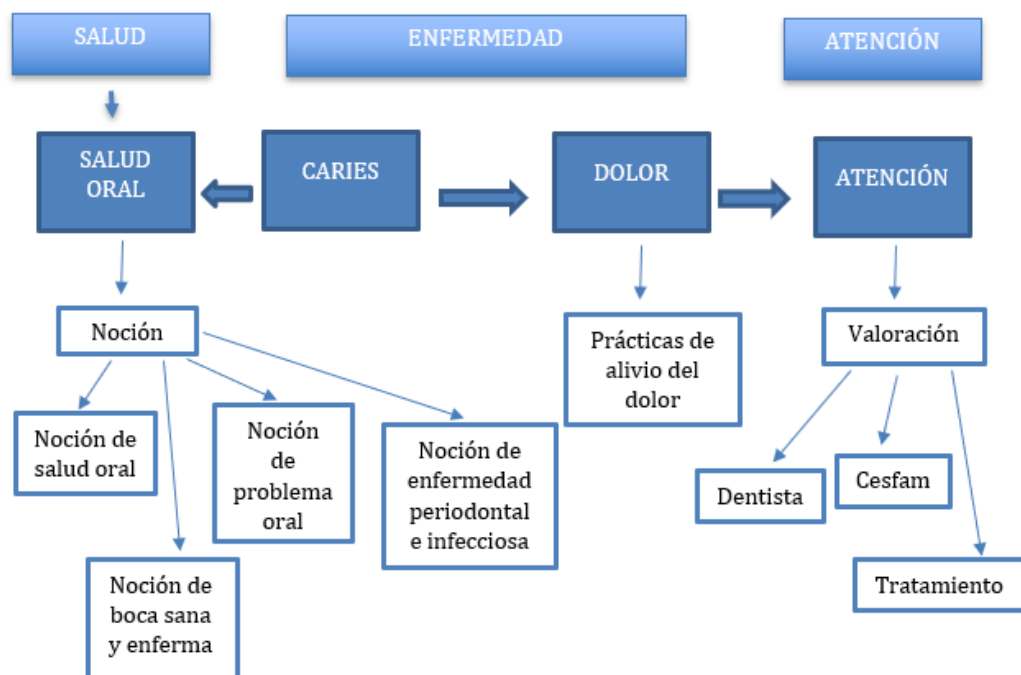 SALUD
ENFERMEDAD
ATENCIÓN
SALUD
ORAL
CARIES
DOLOR
ATENCIÓN
Noción
Prácticas de
alivio del
dolor
Valoración
Noción de
salud oral
Noción
de
problema
oral
Noción de
enfermedad
periodontal
e infecciosa
Dentista
Cesfam
Noción de
boca sana
y enferma
Tratamiento